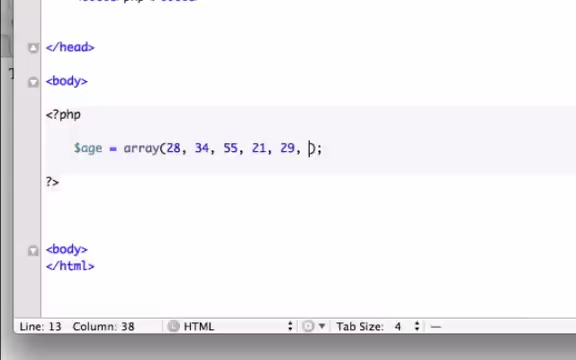 </head>
<body>
<?php
$age = array(28, 34, 55, 21, 29, );
?>
<body>
</html>
Line: 13 Column: 38 HTML Tab Size: 4 —